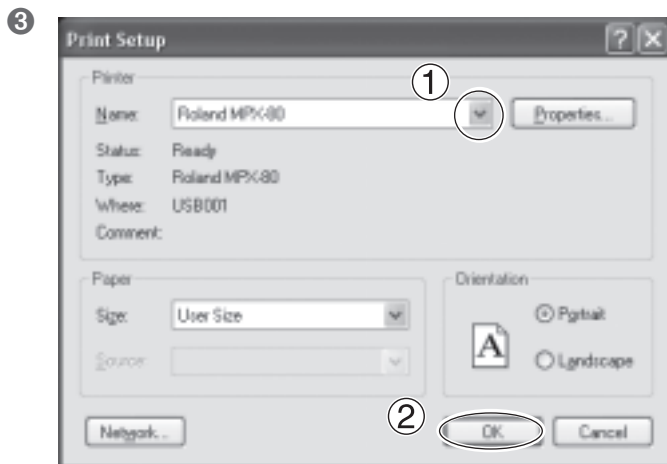 3
Print Setup
Printer
1
Name: Roland MPX-80 Properties...
Status: Ready
Type: Roland MPX-80
Where: USB001
Comment:
Paper
Orientation
Size: User Size
Portrait
Source:
A
Landscape
2
Network... OK Cancel